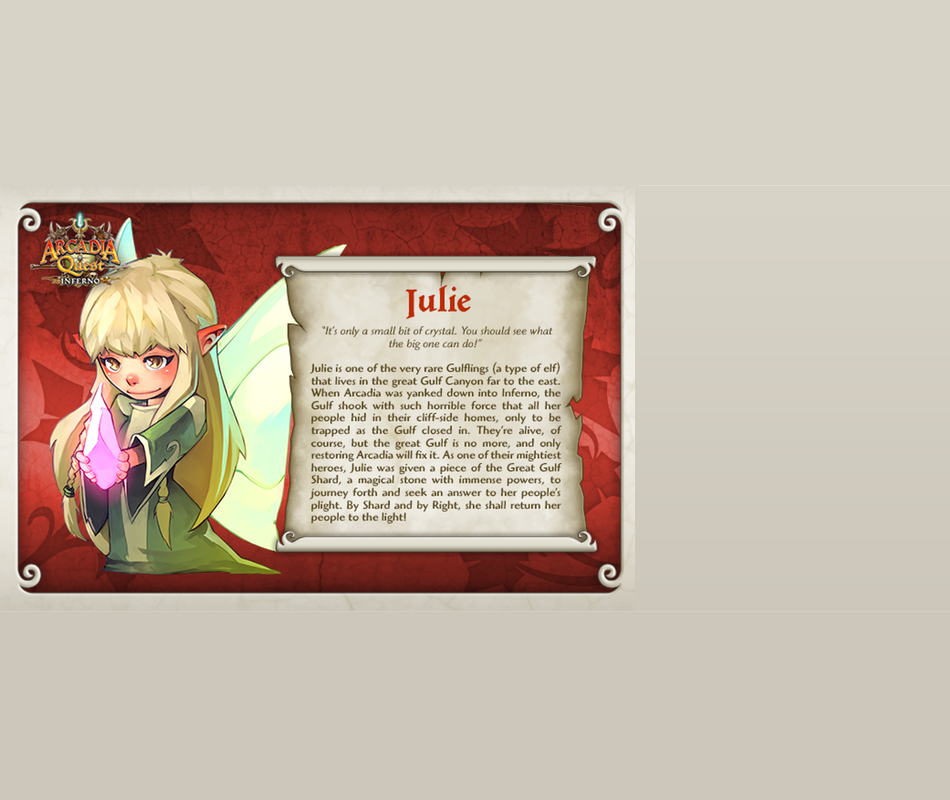 ARCADIA
Quest
INFERNO
Julie
"It's only a small bit of crystal. You should see what
the big one can do!"
Julie is one of the very rare Gulflings (a type of elf)
that lives in the great Gulf Canyon far to the east.
When Arcadia was yanked down into Inferno, the
Gulf shook with such horrible force that all her
people hid in their cliff-side homes, only to be
trapped as the Gulf closed in. They're alive, of
course, but the great Gulf is no more, and only
restoring Arcadia will fix it. As one of their mightiest
heroes, Julie was given a piece of the Great Gulf
Shard, a magical stone with immense powers, to
journey forth and seek an answer to her people's
plight. By Shard and by Right, she shall return her
people to the light!